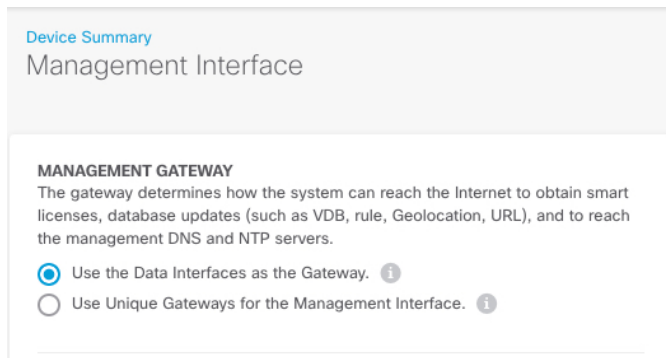 Device Summary
Management Interface
MANAGEMENT GATEWAY
The gateway determines how the system can reach the Internet to obtain smart
licenses, database updates (such as VDB, rule, Geolocation, URL), and to reach
the management DNS and NTP servers.
Use the Data Interfaces as the Gateway.
Use Unique Gateways for the Management Interface.